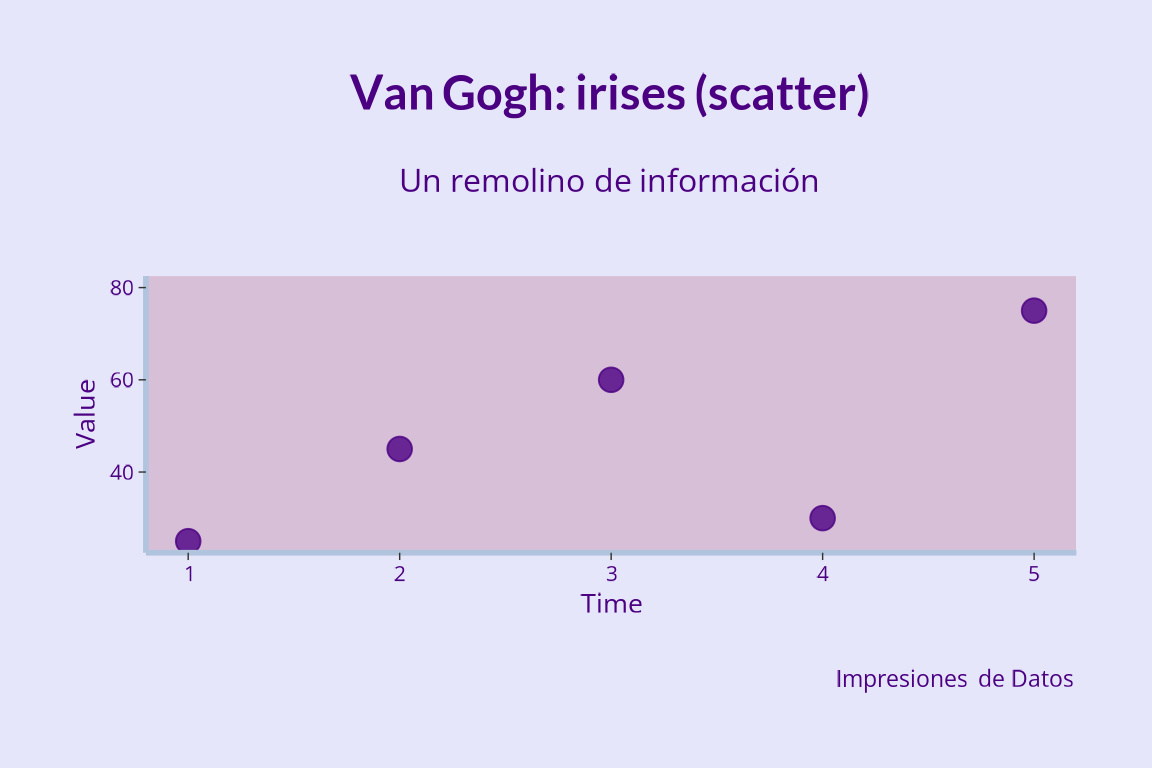 Van Gogh: irises (scatter)
Un remolino de información
80
60
40
Value
1 2 3 4 5
Time
Impresiones de Datos